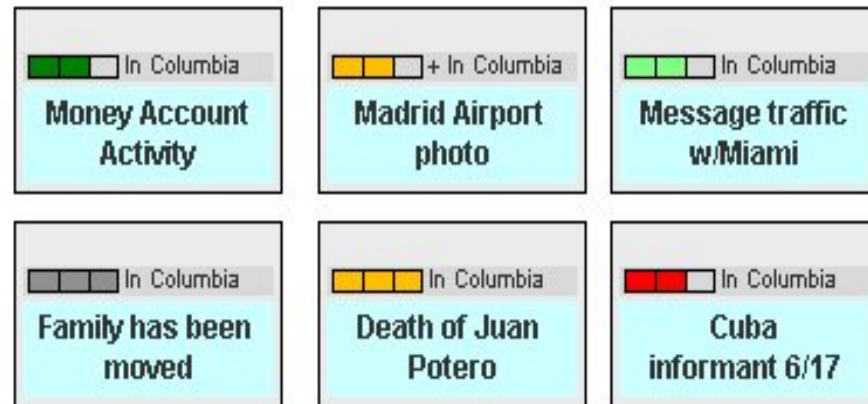 In Columbia
Money Account
Activity
+ In Columbia
Madrid Airport
photo
In Columbia
Message traffic
w/Miami
In Columbia
Family has been
moved
In Columbia
Death of Juan
Potero
In Columbia
Cuba
informant 6/17